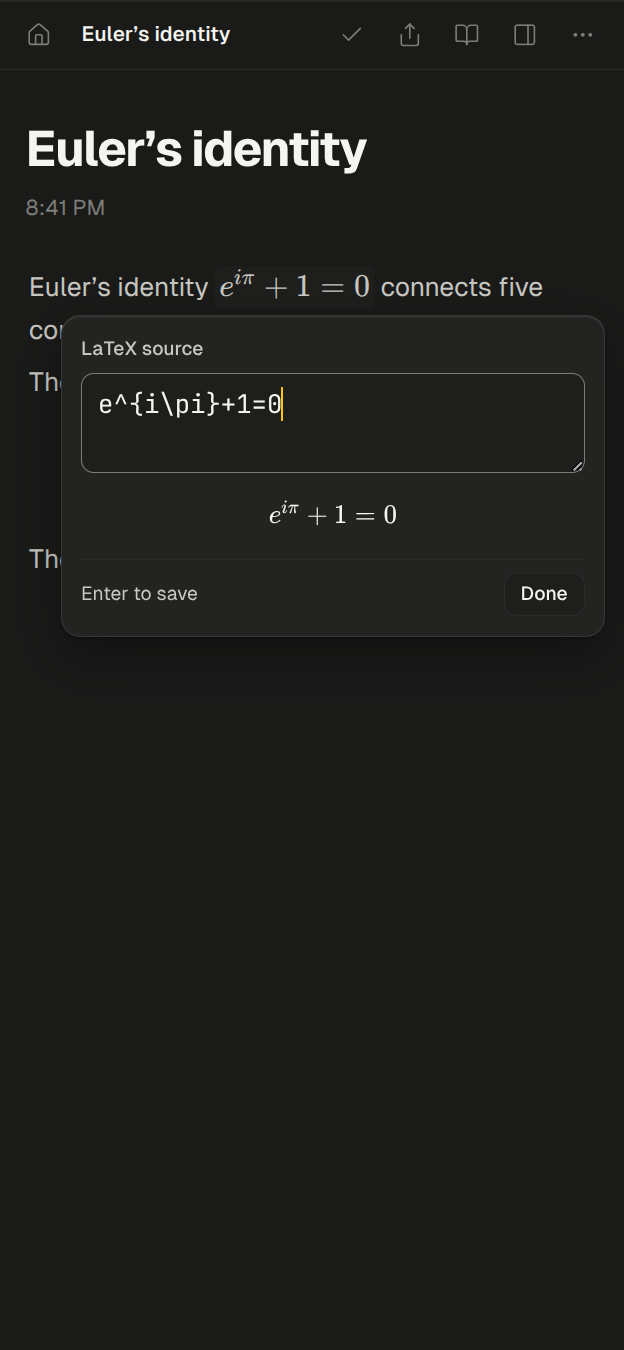 Euler’s identity
Euler’s identity
8:41 PM
Euler’s identity e^{iπ} + 1 = 0 connects five
LaTeX source
e^{i\pi}+1=0
e^{iπ} + 1 = 0
Enter to save
Done